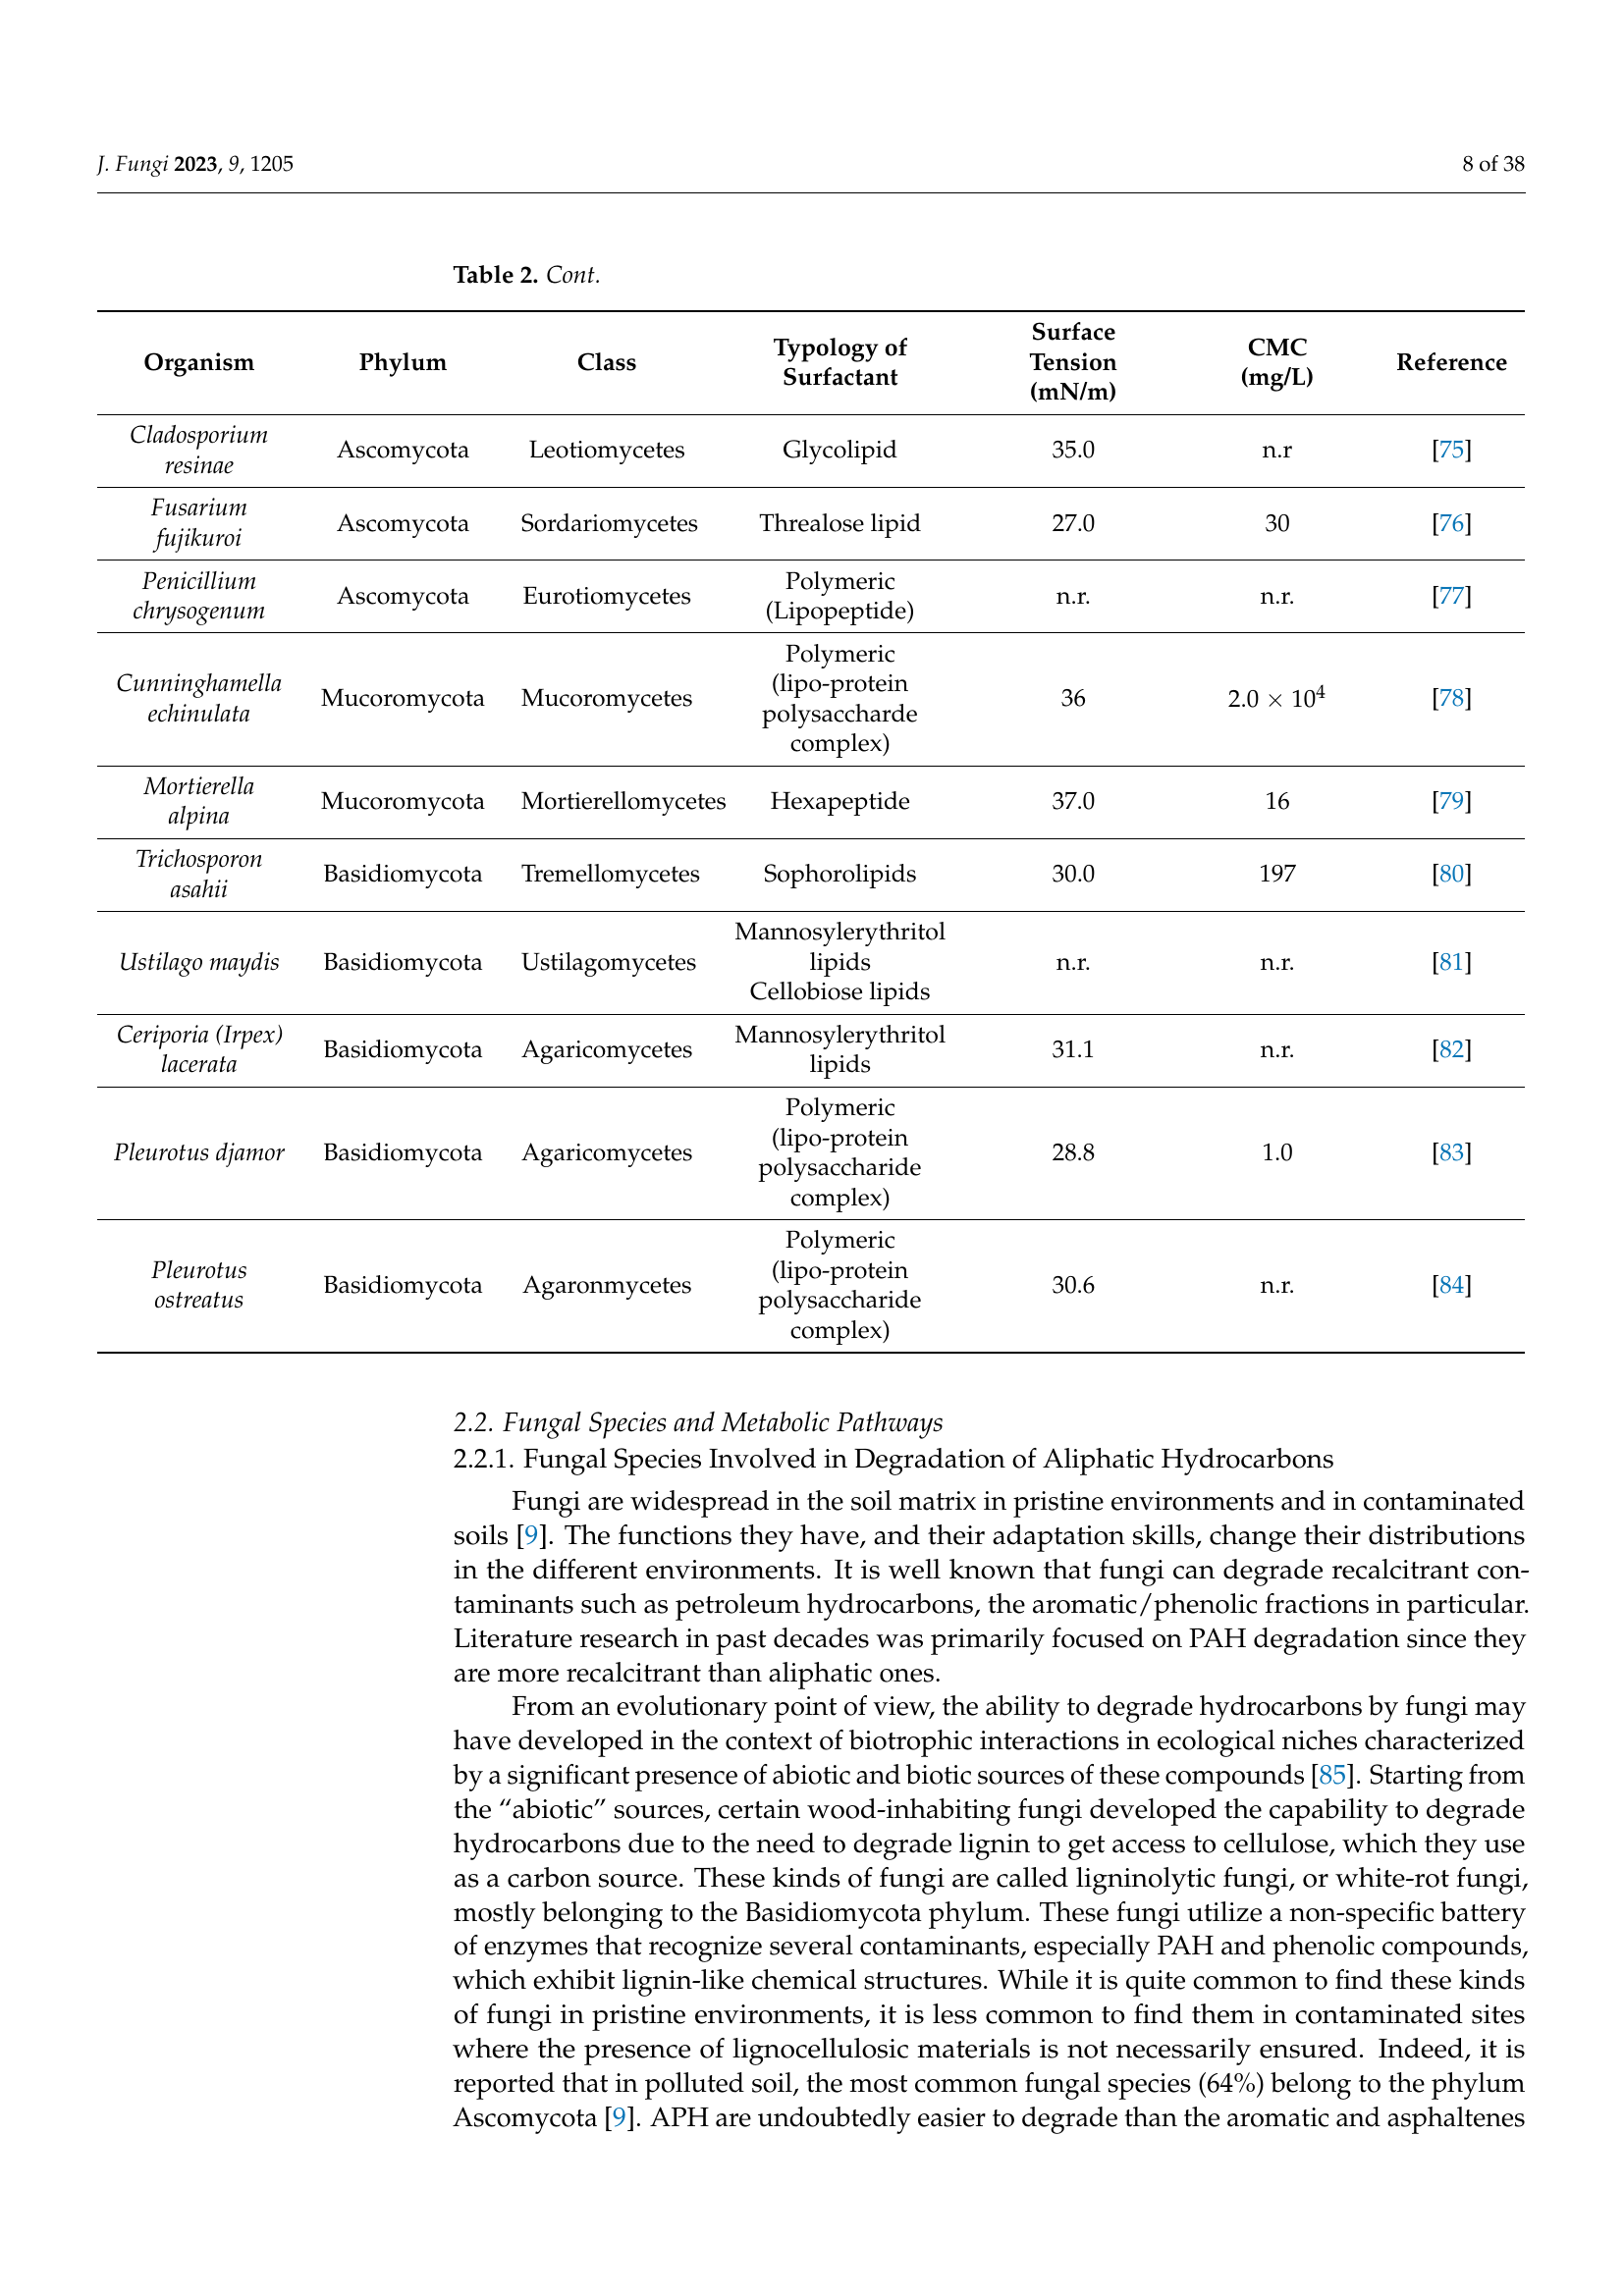 J. Fungi 2023, 9, 1205
8 of 38
Table 2. Cont.
Organism Phylum Class Typology of Surfactant Surface Tension (mN/m) CMC (mg/L) Reference
Cladosporium resinae Ascomycota Leotiomycetes Glycolipid 35.0 n.r [75]
Fusarium fujikuroi Ascomycota Sordariomycetes Threalose lipid 27.0 30 [76]
Penicillium chrysogenum Ascomycota Eurotiomycetes Polymeric (Lipopeptide) n.r. n.r. [77]
Cunninghamella echinulata Mucoromycota Mucoromycetes Polymeric (lipo-protein polysaccharde complex) 36 2.0 × 10⁴ [78]
Mortierella alpina Mucoromycota Mortierellomycetes Hexapeptide 37.0 16 [79]
Trichosporon asahii Basidiomycota Tremellomycetes Sophorolipids 30.0 197 [80]
Ustilago maydis Basidiomycota Ustilagomycetes Mannosylerythritol lipids Cellobiose lipids n.r. n.r. [81]
Ceriporia (Irpex) lacerata Basidiomycota Agaricomycetes Mannosylerythritol lipids 31.1 n.r. [82]
Pleurotus djamor Basidiomycota Agaricomycetes Polymeric (lipo-protein polysaccharide complex) 28.8 1.0 [83]
Pleurotus ostreatus Basidiomycota Agaronmycetes Polymeric (lipo-protein polysaccharide complex) 30.6 n.r. [84]
2.2. Fungal Species and Metabolic Pathways
2.2.1. Fungal Species Involved in Degradation of Aliphatic Hydrocarbons
Fungi are widespread in the soil matrix in pristine environments and in contaminated
soils [9]. The functions they have, and their adaptation skills, change their distributions
in the different environments. It is well known that fungi can degrade recalcitrant con-
taminants such as petroleum hydrocarbons, the aromatic/phenolic fractions in particular.
Literature research in past decades was primarily focused on PAH degradation since they
are more recalcitrant than aliphatic ones.
From an evolutionary point of view, the ability to degrade hydrocarbons by fungi may
have developed in the context of biotrophic interactions in ecological niches characterized
by a significant presence of abiotic and biotic sources of these compounds [85]. Starting from
the “abiotic” sources, certain wood-inhabiting fungi developed the capability to degrade
hydrocarbons due to the need to degrade lignin to get access to cellulose, which they use
as a carbon source. These kinds of fungi are called ligninolytic fungi, or white-rot fungi,
mostly belonging to the Basidiomycota phylum. These fungi utilize a non-specific battery
of enzymes that recognize several contaminants, especially PAH and phenolic compounds,
which exhibit lignin-like chemical structures. While it is quite common to find these kinds
of fungi in pristine environments, it is less common to find them in contaminated sites
where the presence of lignocellulosic materials is not necessarily ensured. Indeed, it is
reported that in polluted soil, the most common fungal species (64%) belong to the phylum
Ascomycota [9]. APH are undoubtedly easier to degrade than the aromatic and asphaltenes